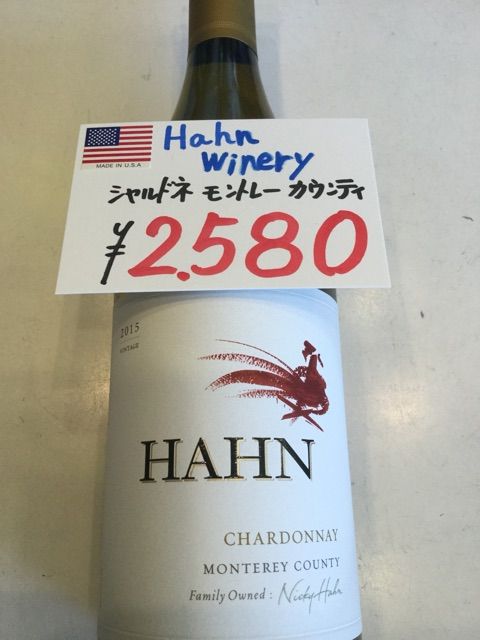 MADE IN U.S.A
Hahn
Winery
シャルドネ モントレー カウンティ
¥2.580
2015
VINTAGE
HAHN
CHARDONNAY
MONTEREY COUNTY
Family Owned : Nicky Hahn